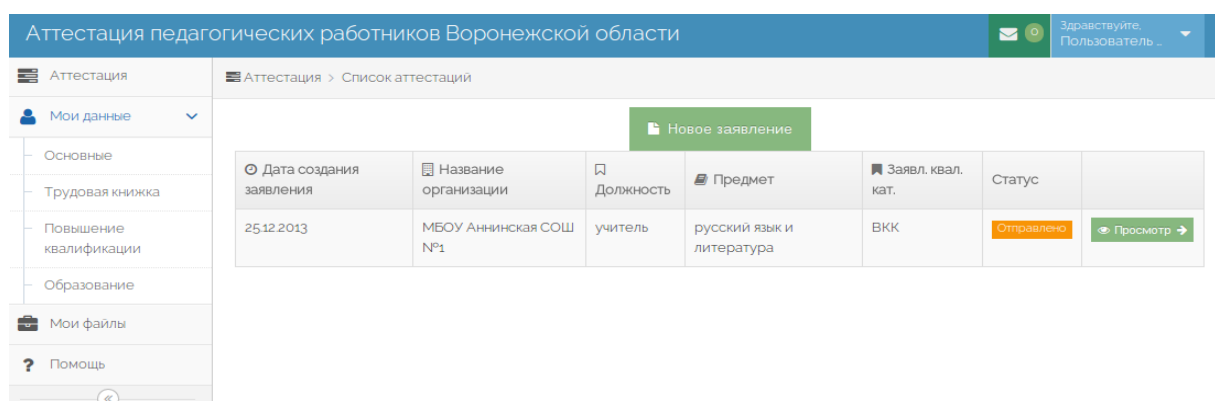 Аттестация педагогических работников Воронежской области
0
Здравствуйте,
Пользователь ..
Аттестация
Аттестация > Список аттестаций
Мои данные
Новое заявление
Основные
Трудовая книжка
Повышение
квалификации
Образование
Мои файлы
Помощь
Дата создания
заявления
Название
организации
Должность
Предмет
Заявл. квал.
кат.
Статус
25.12.2013
МБОУ Аннинская СОШ
№1
учитель
русский язык и
литература
ВКК
Отправлено
Просмотр